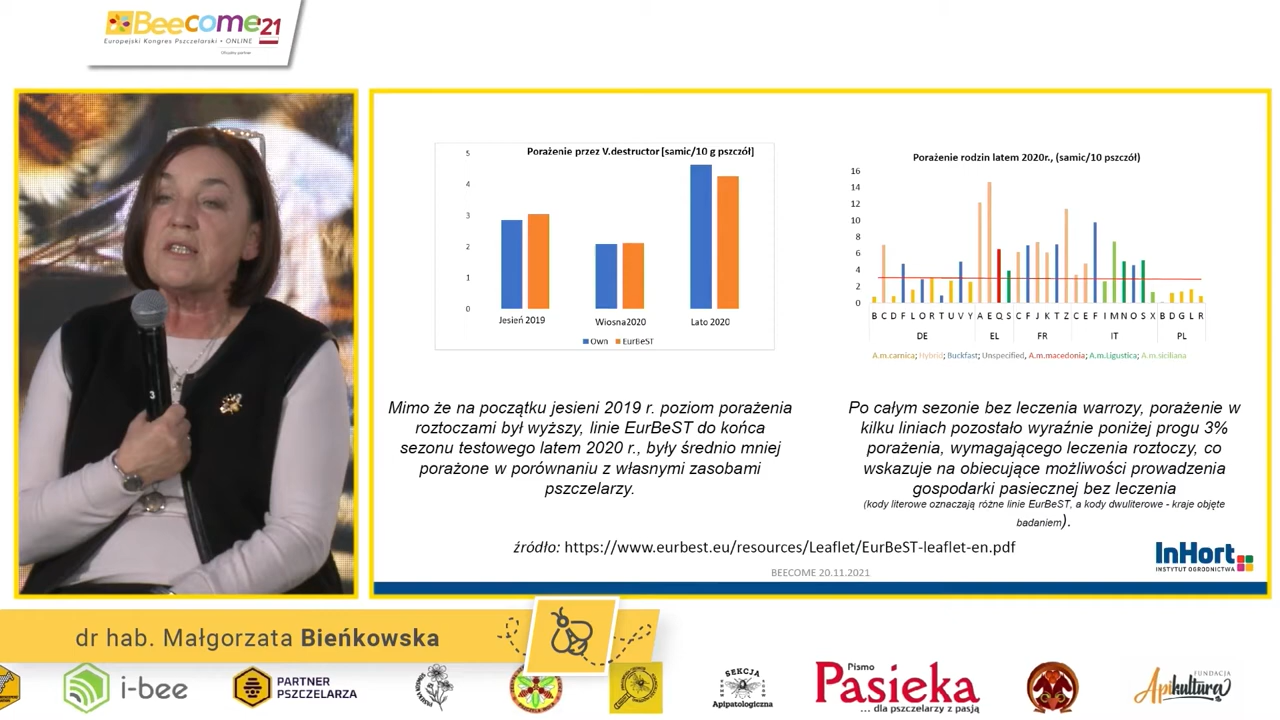 Beecome'21
Europejski Kongres Pszczelarski • ONLINE
Porażenie przez V.destructor [samic/10 g pszczół]
5
4
3
2
1
0
Jesień 2019
Wiosna2020
Lato 2020
Own
EurBeST
Porażenie rodzin latem 2020r., (samic/10 pszczół)
16
14
12
10
8
6
4
2
0
B C D F L O R T U V Y A E Q S C F J K T Z C E F I M N O S X B D G L R
DE EL FR IT PL
A.m.carnica; Hybrid; Buckfast; Unspecified, A.m.macedonia; A.m.Ligustica; A.m.siciliana
Mimo że na początku jesieni 2019 r. poziom porażenia
roztoczami był wyższy, linie EurBeST do końca
sezonu testowego latem 2020 r., były średnio mniej
porażone w porównaniu z własnymi zasobami
pszczelarzy.
Po całym sezonie bez leczenia warrozy, porażenie w
kilku liniach pozostało wyraźnie poniżej progu 3%
porażenia, wymagającego leczenia roztoczy, co
wskazuje na obiecujące możliwości prowadzenia
gospodarki pasiecznej bez leczenia
(kody literowe oznaczają różne linie EurBeST, a kody dwuliterowe - kraje objęte
badaniem).
źródło: https://www.eurbest.eu/resources/Leaflet/EurBeST-leaflet-en.pdf
BEECOME 20.11.2021
InHort
INSTYTUT OGRODNICTWA
dr hab. Małgorzata Bieńkowska
i-bee
PARTNER
PSZCZELARZA
SEKCJA
Apipatologiczna
Pismo
Pasieka
... dla pszczelarzy z pasją
FUNDACJA
Apikultura